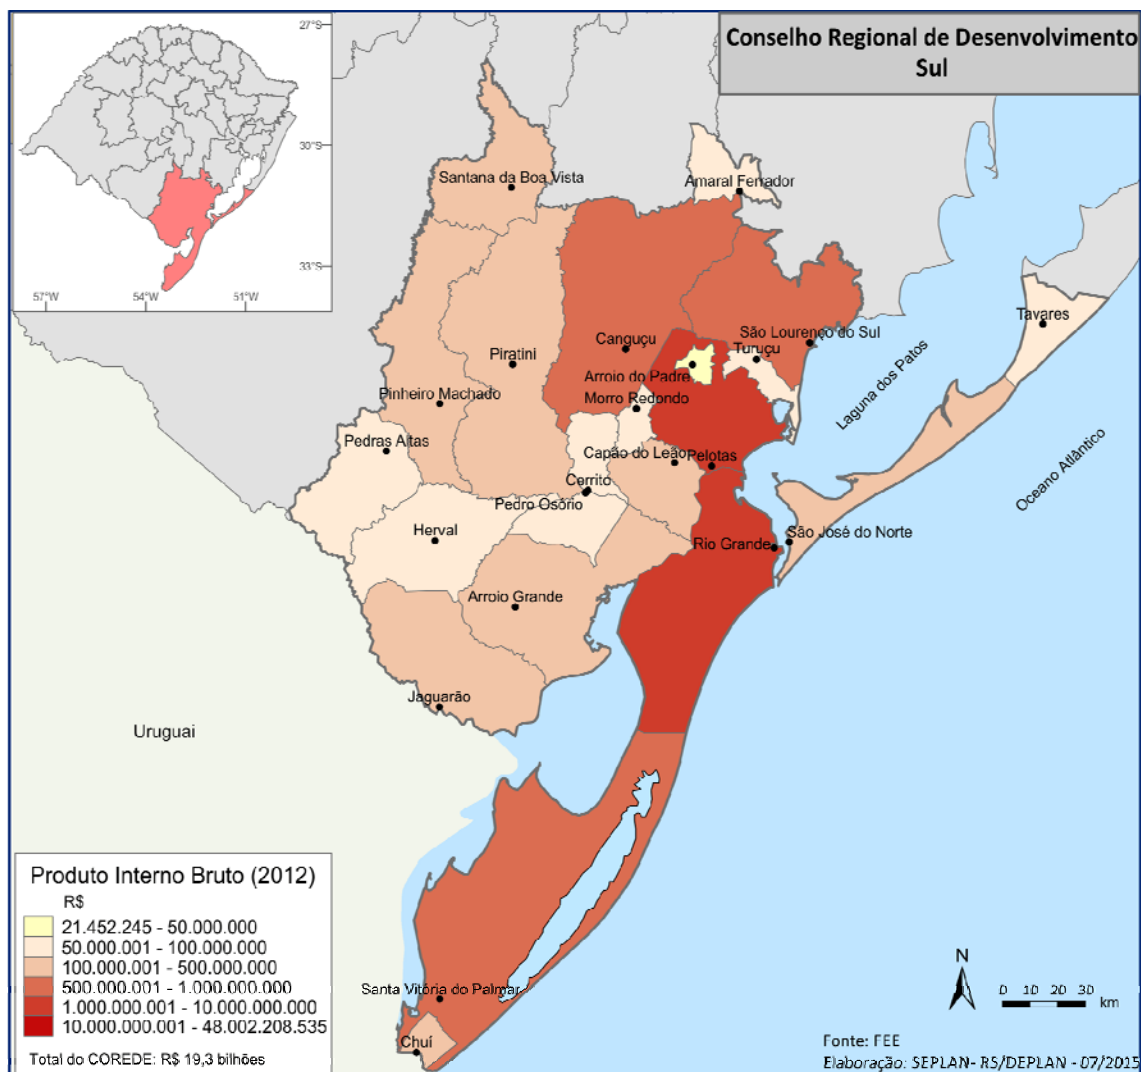 Conselho Regional de Desenvolvimento
Sul
27°S
30°S
33°S
57°W
54°W
51°W
Santana da Boa Vista
Amaral Ferrador
Tavares
Canguçu
São Lourenço do Sul
Piratini
Turuçu
Arroio do Padre
Pinheiro Machado
Morro Redondo
Laguna dos Patos
Pedras Altas
Capão do Leão
Pelotas
Oceano Atlântico
Cerrito
Pedro Osório
Herval
Rio Grande
São José do Norte
Arroio Grande
Jaguarão
Uruguai
Santa Vitória do Palmar
Chuí
Produto Interno Bruto (2012)
R$
21.452.245 - 50.000.000
50.000.001 - 100.000.000
100.000.001 - 500.000.000
500.000.001 - 1.000.000.000
1.000.000.001 - 10.000.000.000
10.000.000.001 - 48.002.208.535
Total do COREDE: R$ 19,3 bilhões
N
0 10 20 30
km
Fonte: FEE
Elaboração: SEPLAN- RS/DEPLAN - 07/2015